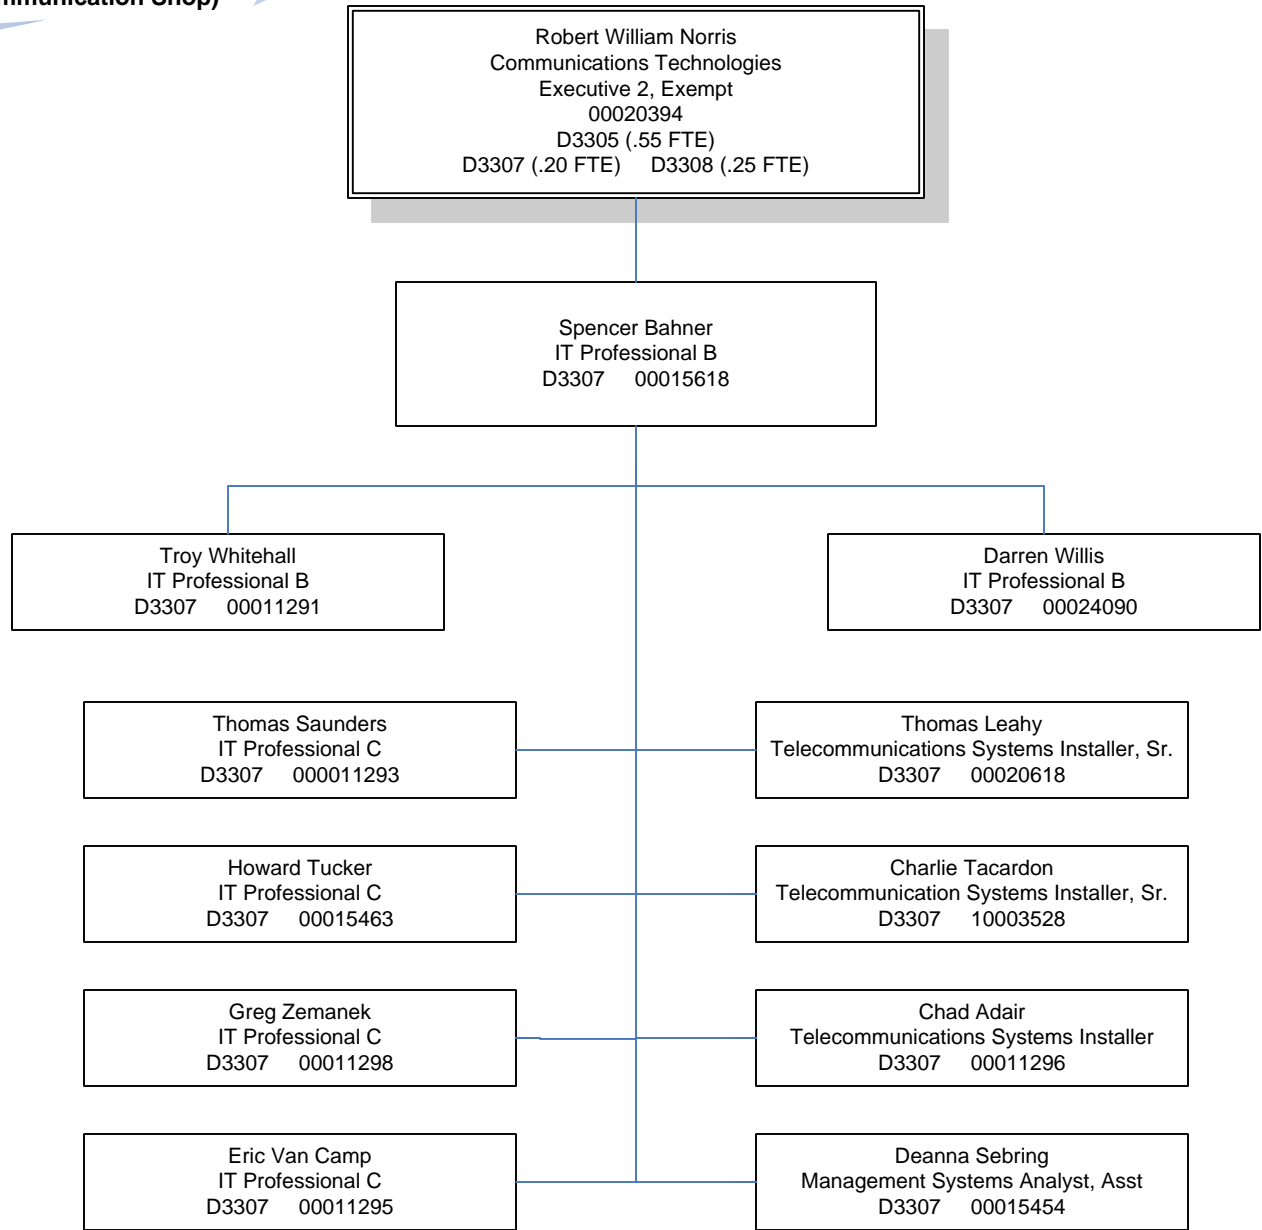 Shop)
Robert William Norris
Communications Technologies
Executive 2, Exempt
00020394
D3305 (.55 FTE)
D3307 (.20 FTE) D3308 (.25 FTE)
Spencer Bahner
IT Professional B
D3307 00015618
Troy Whitehall
IT Professional B
D3307 00011291
Darren Willis
IT Professional B
D3307 00024090
Thomas Saunders
IT Professional C
D3307 000011293
Thomas Leahy
Telecommunications Systems Installer, Sr.
D3307 00020618
Howard Tucker
IT Professional C
D3307 00015463
Charlie Tacardon
Telecommunication Systems Installer, Sr.
D3307 10003528
Greg Zemanek
IT Professional C
D3307 00011298
Chad Adair
Telecommunications Systems Installer
D3307 00011296
Eric Van Camp
IT Professional C
D3307 00011295
Deanna Sebring
Management Systems Analyst, Asst
D3307 00015454